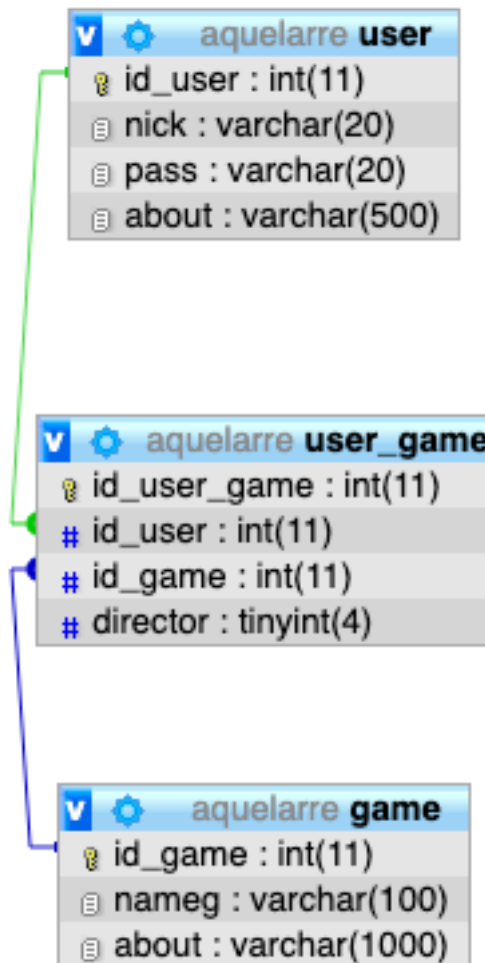 v aquelarre user
id_user : int(11)
nick : varchar(20)
pass : varchar(20)
about : varchar(500)
v aquelarre user_game
id_user_game : int(11)
# id_user : int(11)
# id_game : int(11)
# director : tinyint(4)
v aquelarre game
id_game : int(11)
nameg : varchar(100)
about : varchar(1000)